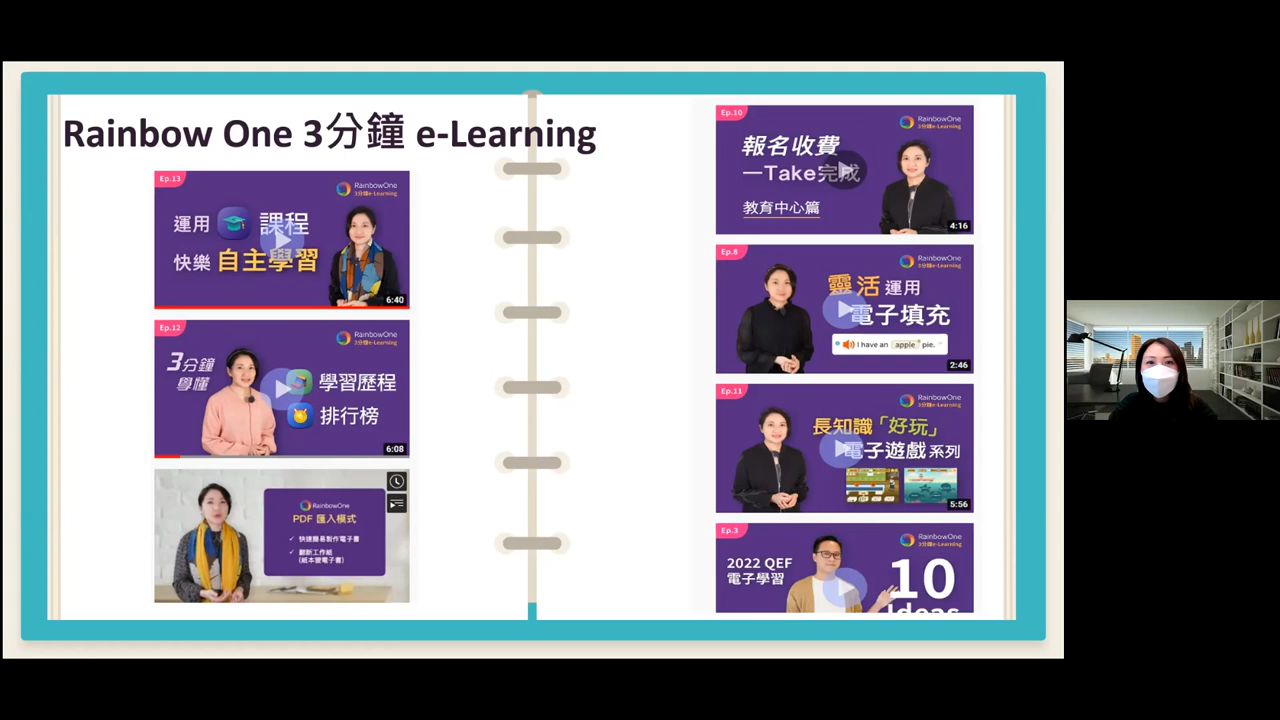 Rainbow One 3分鐘 e-Learning
Ep.13
RainbowOne
3分鐘e-Learning
運用 課程
快樂 自主學習
6:40
Ep.12
RainbowOne
3分鐘e-Learning
3分鐘
學懂
學習歷程
排行榜
6:08
RainbowOne
PDF 匯入模式
✓ 快速簡易製作電子書
✓ 翻新工作紙
(紙本變電子書)
Ep.10
RainbowOne
3分鐘e-Learning
報名收費
一Take完成
教育中心篇
4:16
Ep.8
RainbowOne
3分鐘e-Learning
靈活運用
電子填充
I have an apple pie.
2:46
Ep.11
RainbowOne
3分鐘e-Learning
長知識「好玩」
電子遊戲系列
5:56
Ep.3
RainbowOne
3分鐘e-Learning
2022 QEF
電子學習
10
Ideas